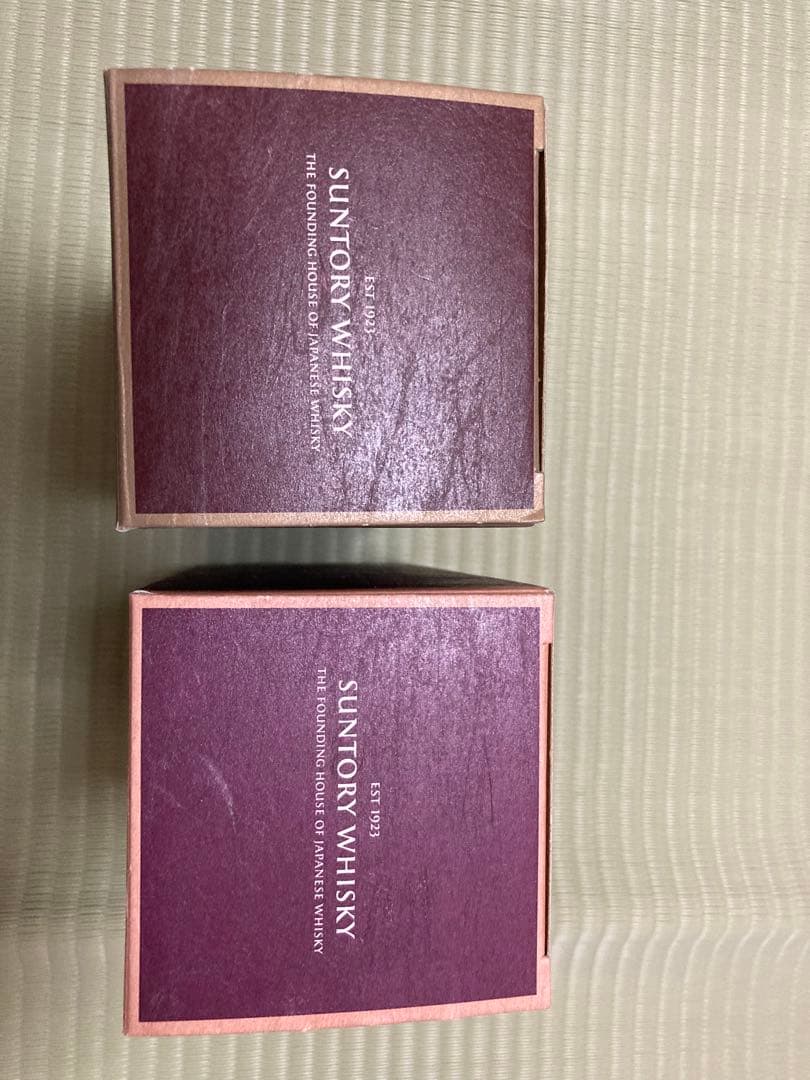 EST 1923
SUNTORY WHISKY
THE FOUNDING HOUSE OF JAPANESE WHISKY
EST 1923
SUNTORY WHISKY
THE FOUNDING HOUSE OF JAPANESE WHISKY